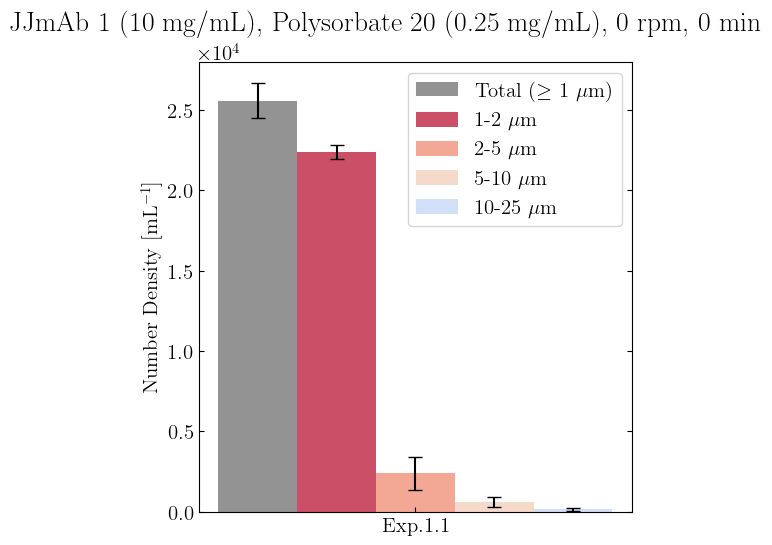 JJmAb 1 (10 mg/mL), Polysorbate 20 (0.25 mg/mL), 0 rpm, 0 min
×10⁴
Number Density [mL⁻¹]
2.5
2.0
1.5
1.0
0.5
0.0
Total (≥ 1 μm)
1-2 μm
2-5 μm
5-10 μm
10-25 μm
Exp.1.1